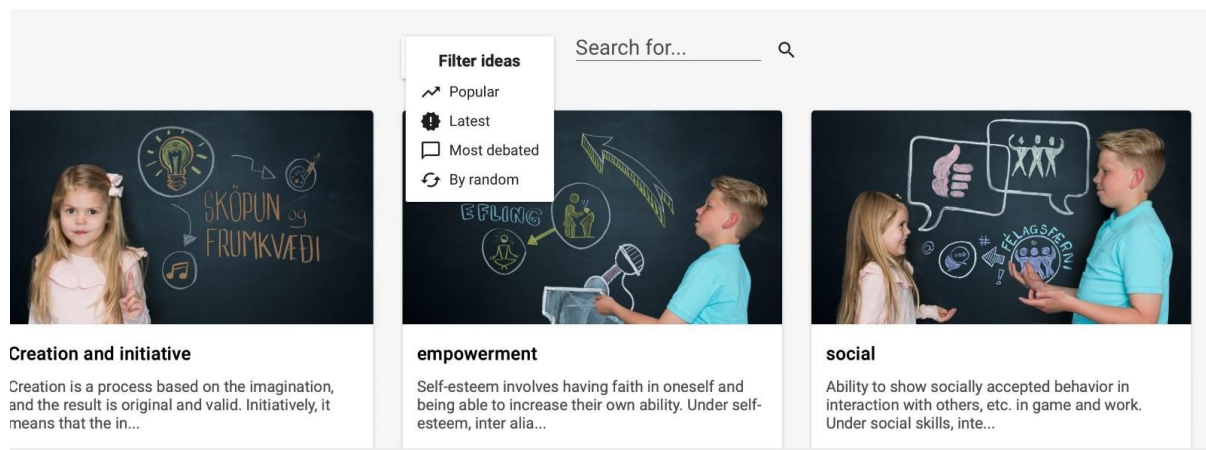 Filter ideas
Popular
Latest
Most debated
By random
Search for...
SKÖPUN og
FRUMKVÆÐI
Creation and initiative
Creation is a process based on the imagination,
and the result is original and valid. Initiatively, it
means that the in...
EFLING
empowerment
Self-esteem involves having faith in oneself and
being able to increase their own ability. Under self-
esteem, inter alia...
@
#
!
FÉLAGSFÆRNI
social
Ability to show socially accepted behavior in
interaction with others, etc. in game and work.
Under social skills, inte...